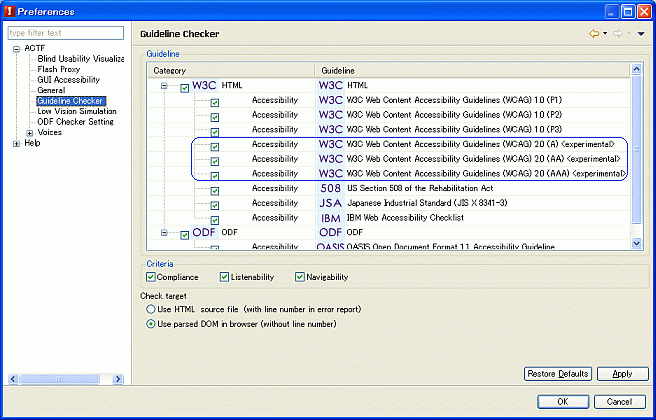 Preferences
type filter text
ACTF
Blind Usability Visualiza
Flash Proxy
GUI Accessibility
General
Guideline Checker
Low Vision Simulation
ODF Checker Setting
Voices
Help
Guideline Checker
Guideline
Category Guideline
W3C HTML W3C HTML
Accessibility W3C W3C Web Content Accessibility Guidelines (WCAG) 1.0 (P1)
Accessibility W3C W3C Web Content Accessibility Guidelines (WCAG) 1.0 (P2)
Accessibility W3C W3C Web Content Accessibility Guidelines (WCAG) 1.0 (P3)
Accessibility W3C W3C Web Content Accessibility Guidelines (WCAG) 2.0 (A) <experimental>
Accessibility W3C W3C Web Content Accessibility Guidelines (WCAG) 2.0 (AA) <experimental>
Accessibility W3C W3C Web Content Accessibility Guidelines (WCAG) 2.0 (AAA) <experimental>
Accessibility 508 US Section 508 of the Rehabilitation Act
Accessibility JSA Japanese Industrial Standard (JIS X 8341-3)
Accessibility IBM IBM Web Accessibility Checklist
ODF ODF ODF ODF
Accessibility OASIS OASIS Open Document Format 1.1 Accessibility Guideline
Criteria
Compliance Listenability Navigability
Check target
Use HTML source file (with line number in error report)
Use parsed DOM in browser (without line number)
Restore Defaults Apply
OK Cancel